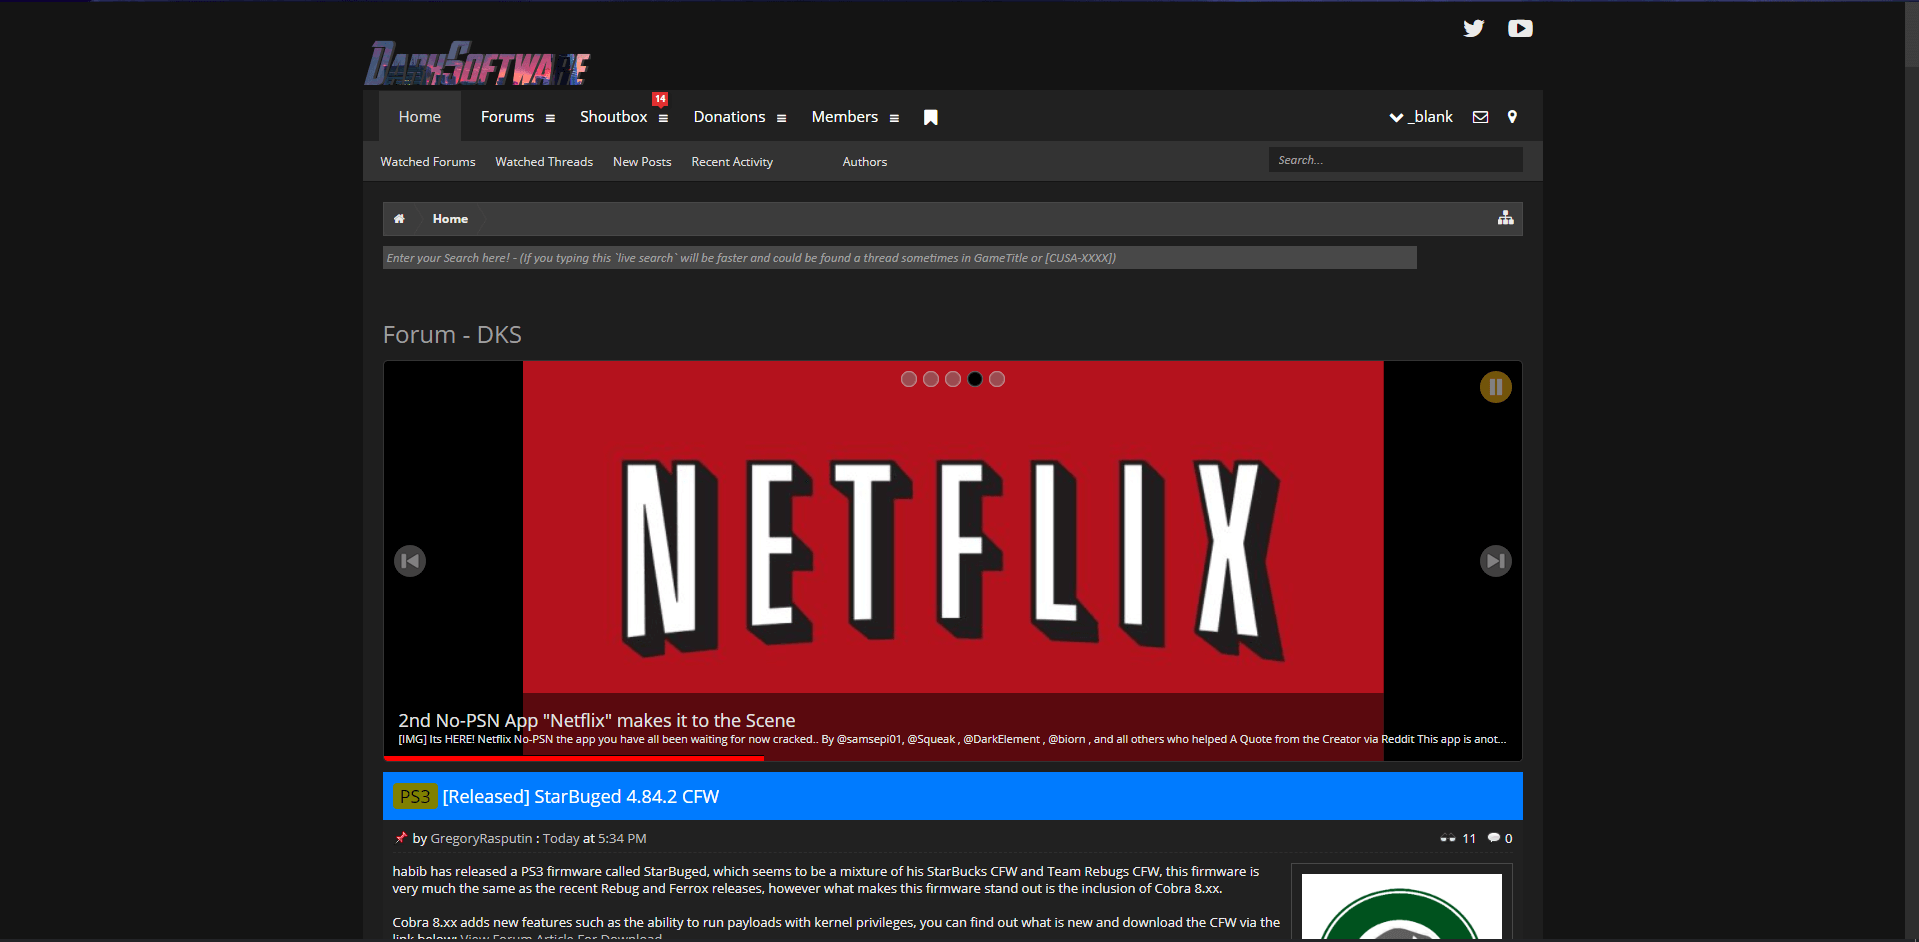 DarkSoftware
Home Forums Shoutbox 14 Donations Members _blank
Watched Forums Watched Threads New Posts Recent Activity Authors Search...
Home
Enter your Search here! - (If you typing this `live search` will be faster and could be found a thread sometimes in GameTitle or [CUSA-XXXX])
Forum - DKS
NETFLIX
2nd No-PSN App "Netflix" makes it to the Scene
[IMG] Its HERE! Netflix No-PSN the app you have all been waiting for now cracked.. By @samsepi01, @Squeak , @DarkElement , @biorn , and all others who helped A Quote from the Creator via Reddit This app is anot...
PS3 [Released] StarBuged 4.84.2 CFW
by GregoryRasputin : Today at 5:34 PM 11 0
habib has released a PS3 firmware called StarBuged, which seems to be a mixture of his StarBucks CFW and Team Rebugs CFW, this firmware is
very much the same as the recent Rebug and Ferrox releases, however what makes this firmware stand out is the inclusion of Cobra 8.xx.
Cobra 8.xx adds new features such as the ability to run payloads with kernel privileges, you can find out what is new and download the CFW via the
link below: View Forum Article For Download